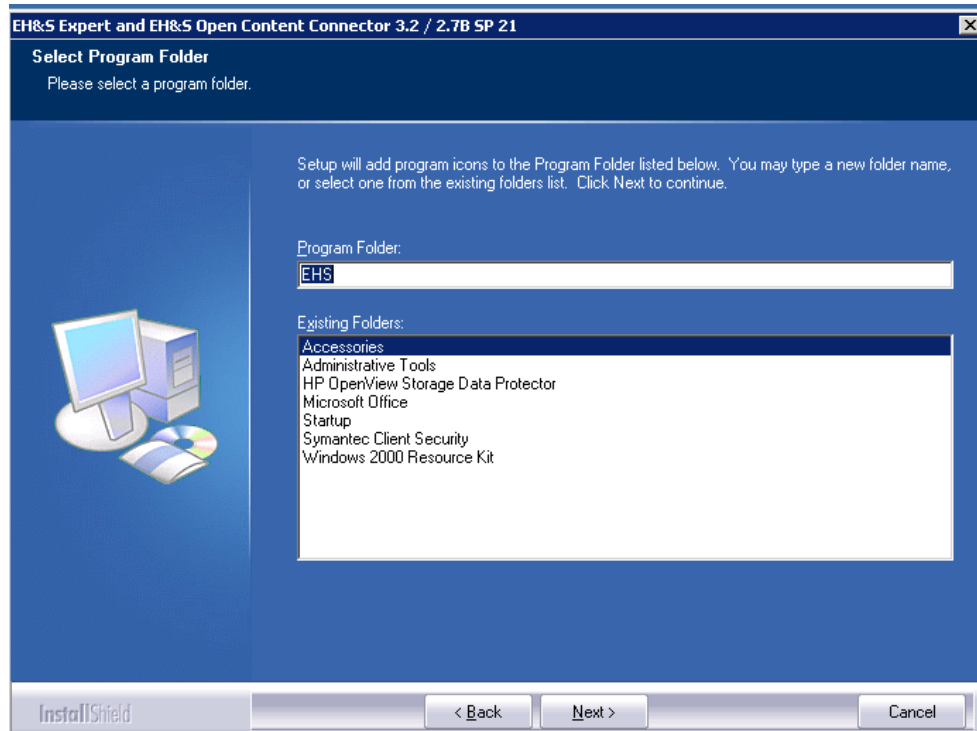 EH&S Expert and EH&S Open Content Connector 3.2 / 2.7B SP 21
Select Program Folder
Please select a program folder.
Setup will add program icons to the Program Folder listed below. You may type a new folder name,
or select one from the existing folders list. Click Next to continue.
Program Folder:
EHS
Existing Folders:
Accessories
Administrative Tools
HP OpenView Storage Data Protector
Microsoft Office
Startup
Symantec Client Security
Windows 2000 Resource Kit
InstallShield
< Back
Next >
Cancel